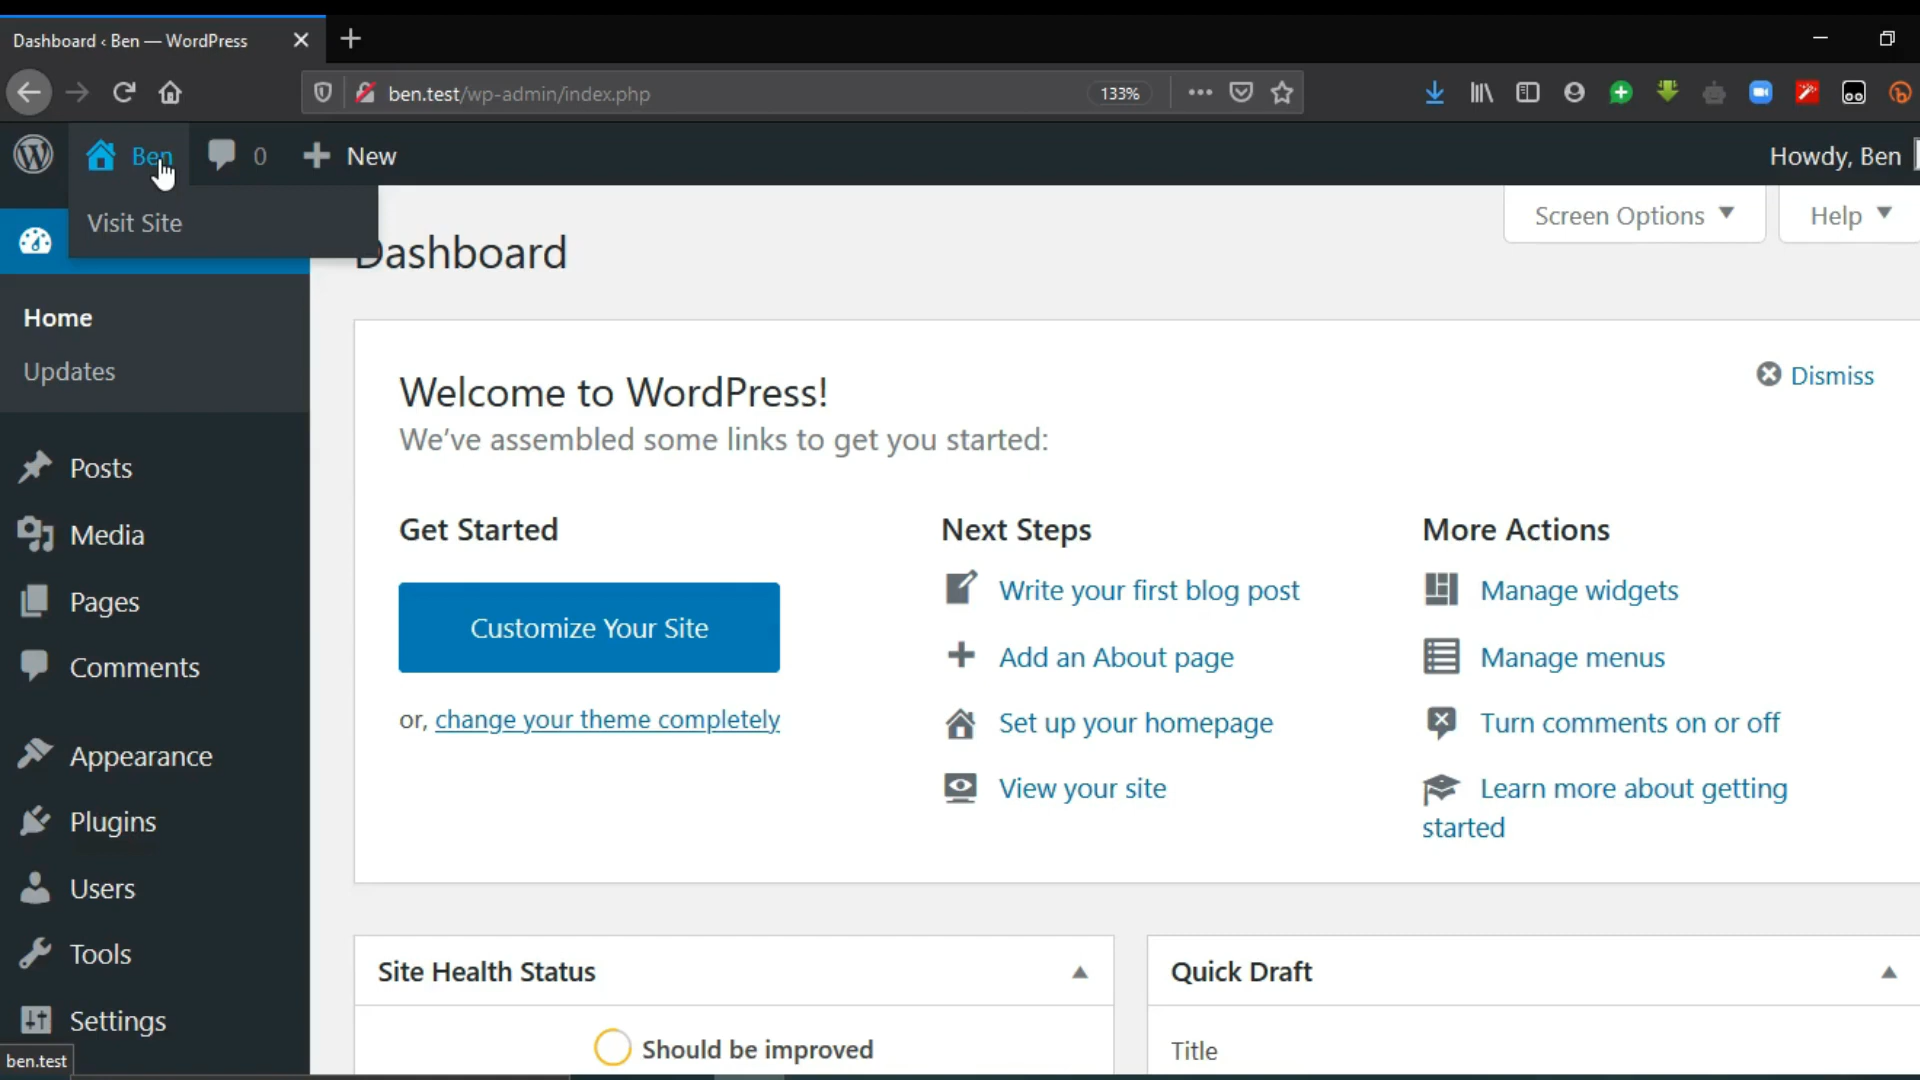 Dashboard ‹ Ben — WordPress
ben.test/wp-admin/index.php
133%
Ben
0
New
Howdy, Ben
Visit Site
Screen Options
Help
Dashboard
Home
Updates
Posts
Media
Pages
Comments
Appearance
Plugins
Users
Tools
Settings
Welcome to WordPress!
We've assembled some links to get you started:
Dismiss
Get Started
Customize Your Site
or, change your theme completely
Next Steps
Write your first blog post
Add an About page
Set up your homepage
View your site
More Actions
Manage widgets
Manage menus
Turn comments on or off
Learn more about getting
started
Site Health Status
Should be improved
Quick Draft
Title
ben.test